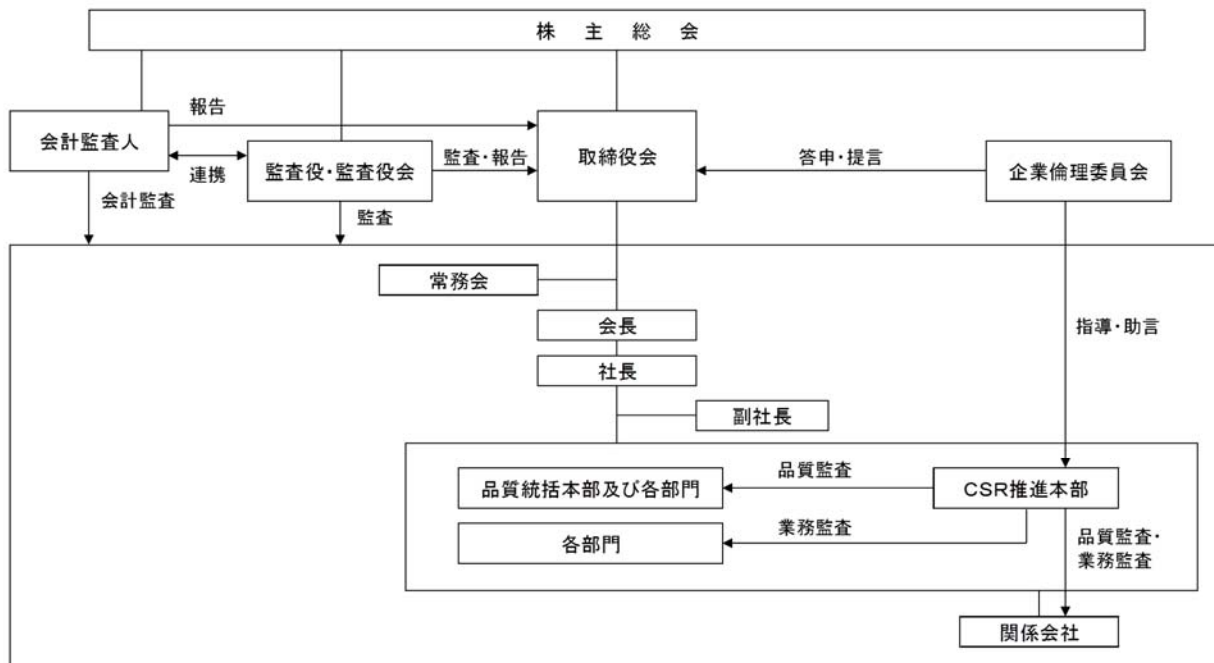 株主総会
報告
会計監査人
取締役会
監査・報告
答申・提言
連携
監査役・監査役会
企業倫理委員会
会計監査
監査
常務会
会長
指導・助言
社長
副社長
品質監査
品質統括本部及び各部門
CSR推進本部
業務監査
各部門
品質監査・
業務監査
関係会社